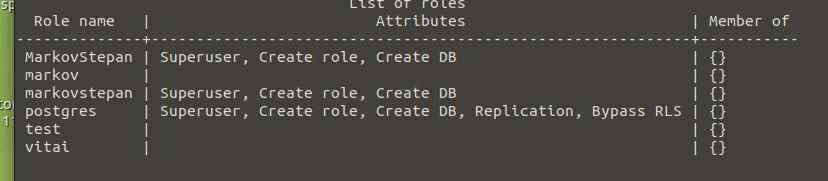 sp
List of roles
Role name | Attributes | Member of
--------------+------------------------------------------------------------+-----------
MarkovStepan | Superuser, Create role, Create DB | {}
markov | | {}
markovstepan | Superuser, Create role, Create DB | {}
postgres | Superuser, Create role, Create DB, Replication, Bypass RLS | {}
test | | {}
vitai | | {}